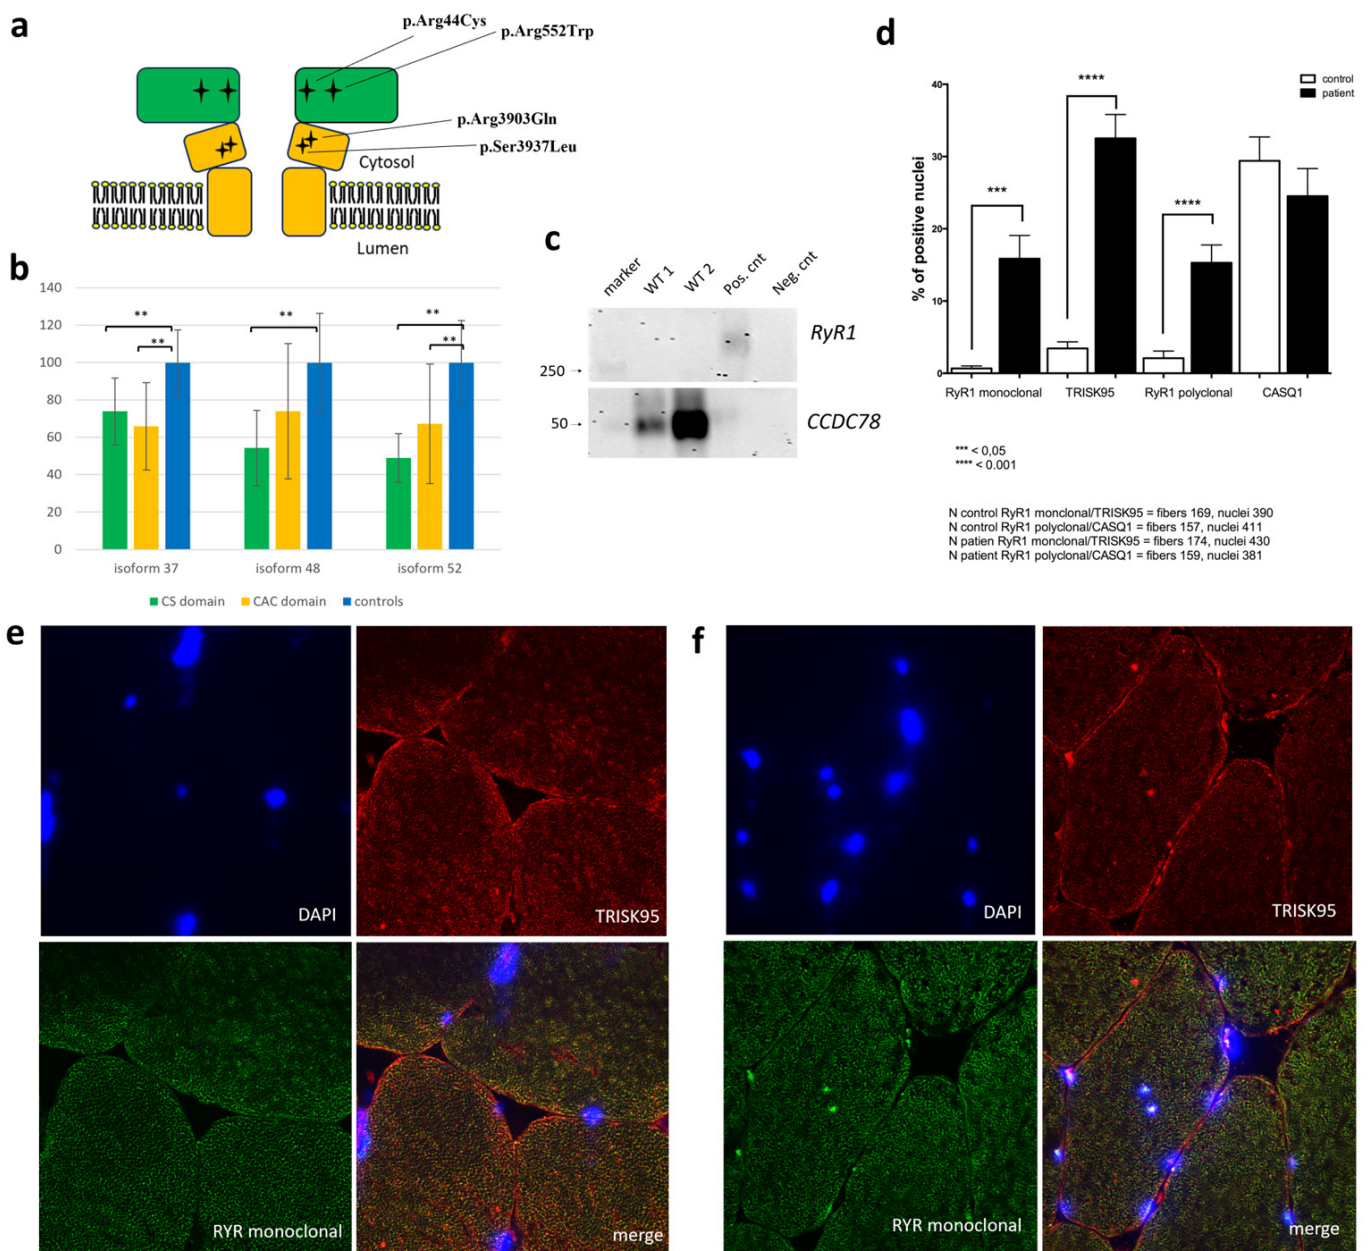 a
p.Arg44Cys
p.Arg552Trp
p.Arg3903Gln
p.Ser3937Leu
Cytosol
Lumen
b
140
120
100
80
60
40
20
0
**
**
**
**
**
isoform 37
isoform 48
isoform 52
CS domain
CAC domain
controls
c
marker
WT 1
WT 2
Pos. cnt
Neg. cnt
250
RyR1
50
CCDC78
d
% of positive nuclei
40
30
20
10
0
***
****
****
control
patient
RyR1 monoclonal
TRISK95
RyR1 polyclonal
CASQ1
*** < 0,05
**** < 0.001
N control RyR1 monclonal/TRISK95 = fibers 169, nuclei 390
N control RyR1 polyclonal/CASQ1 = fibers 157, nuclei 411
N patien RyR1 monclonal/TRISK95 = fibers 174, nuclei 430
N patient RyR1 polyclonal/CASQ1 = fibers 159, nuclei 381
e
DAPI
TRISK95
RYR monoclonal
merge
f
DAPI
TRISK95
RYR monoclonal
merge